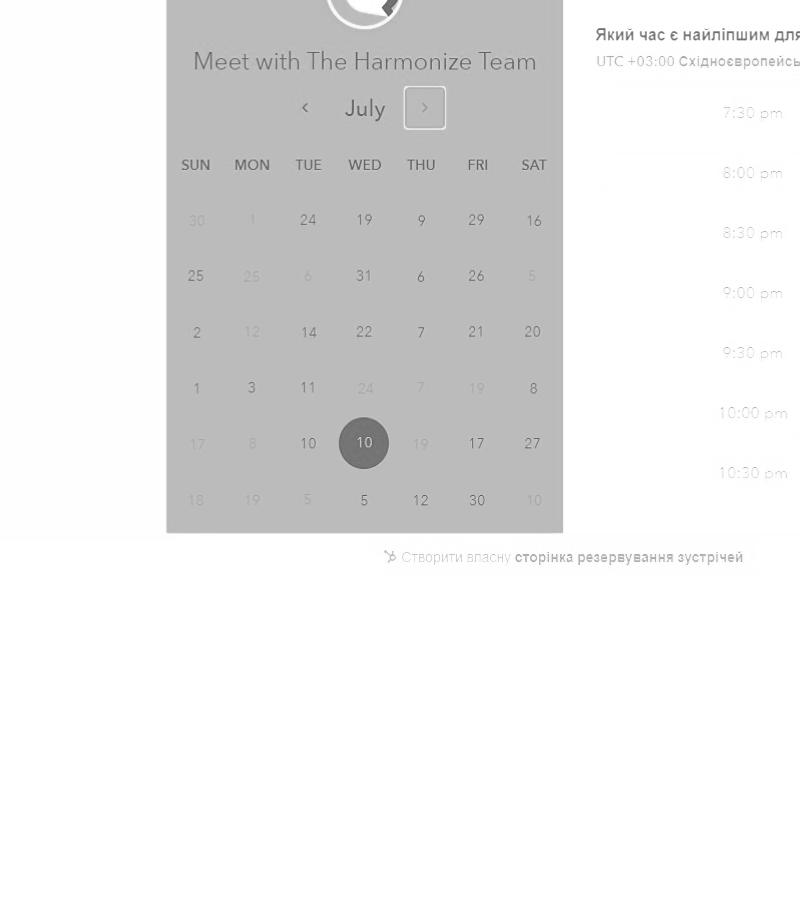 Meet with The Harmonize Team
July
SUN MON TUE WED THU FRI SAT
30 1 24 19 9 29 16
25 25 6 31 6 26 5
2 12 14 22 7 21 20
1 3 11 24 7 19 8
17 8 10 10 19 17 27
18 19 5 5 12 30 10
Який час є найліпшим для
UTC +03:00
7:30 pm
8:00 pm
8:30 pm
9:00 pm
9:30 pm
10:00 pm
10:30 pm
Створити власну сторінка резервування зустрічей